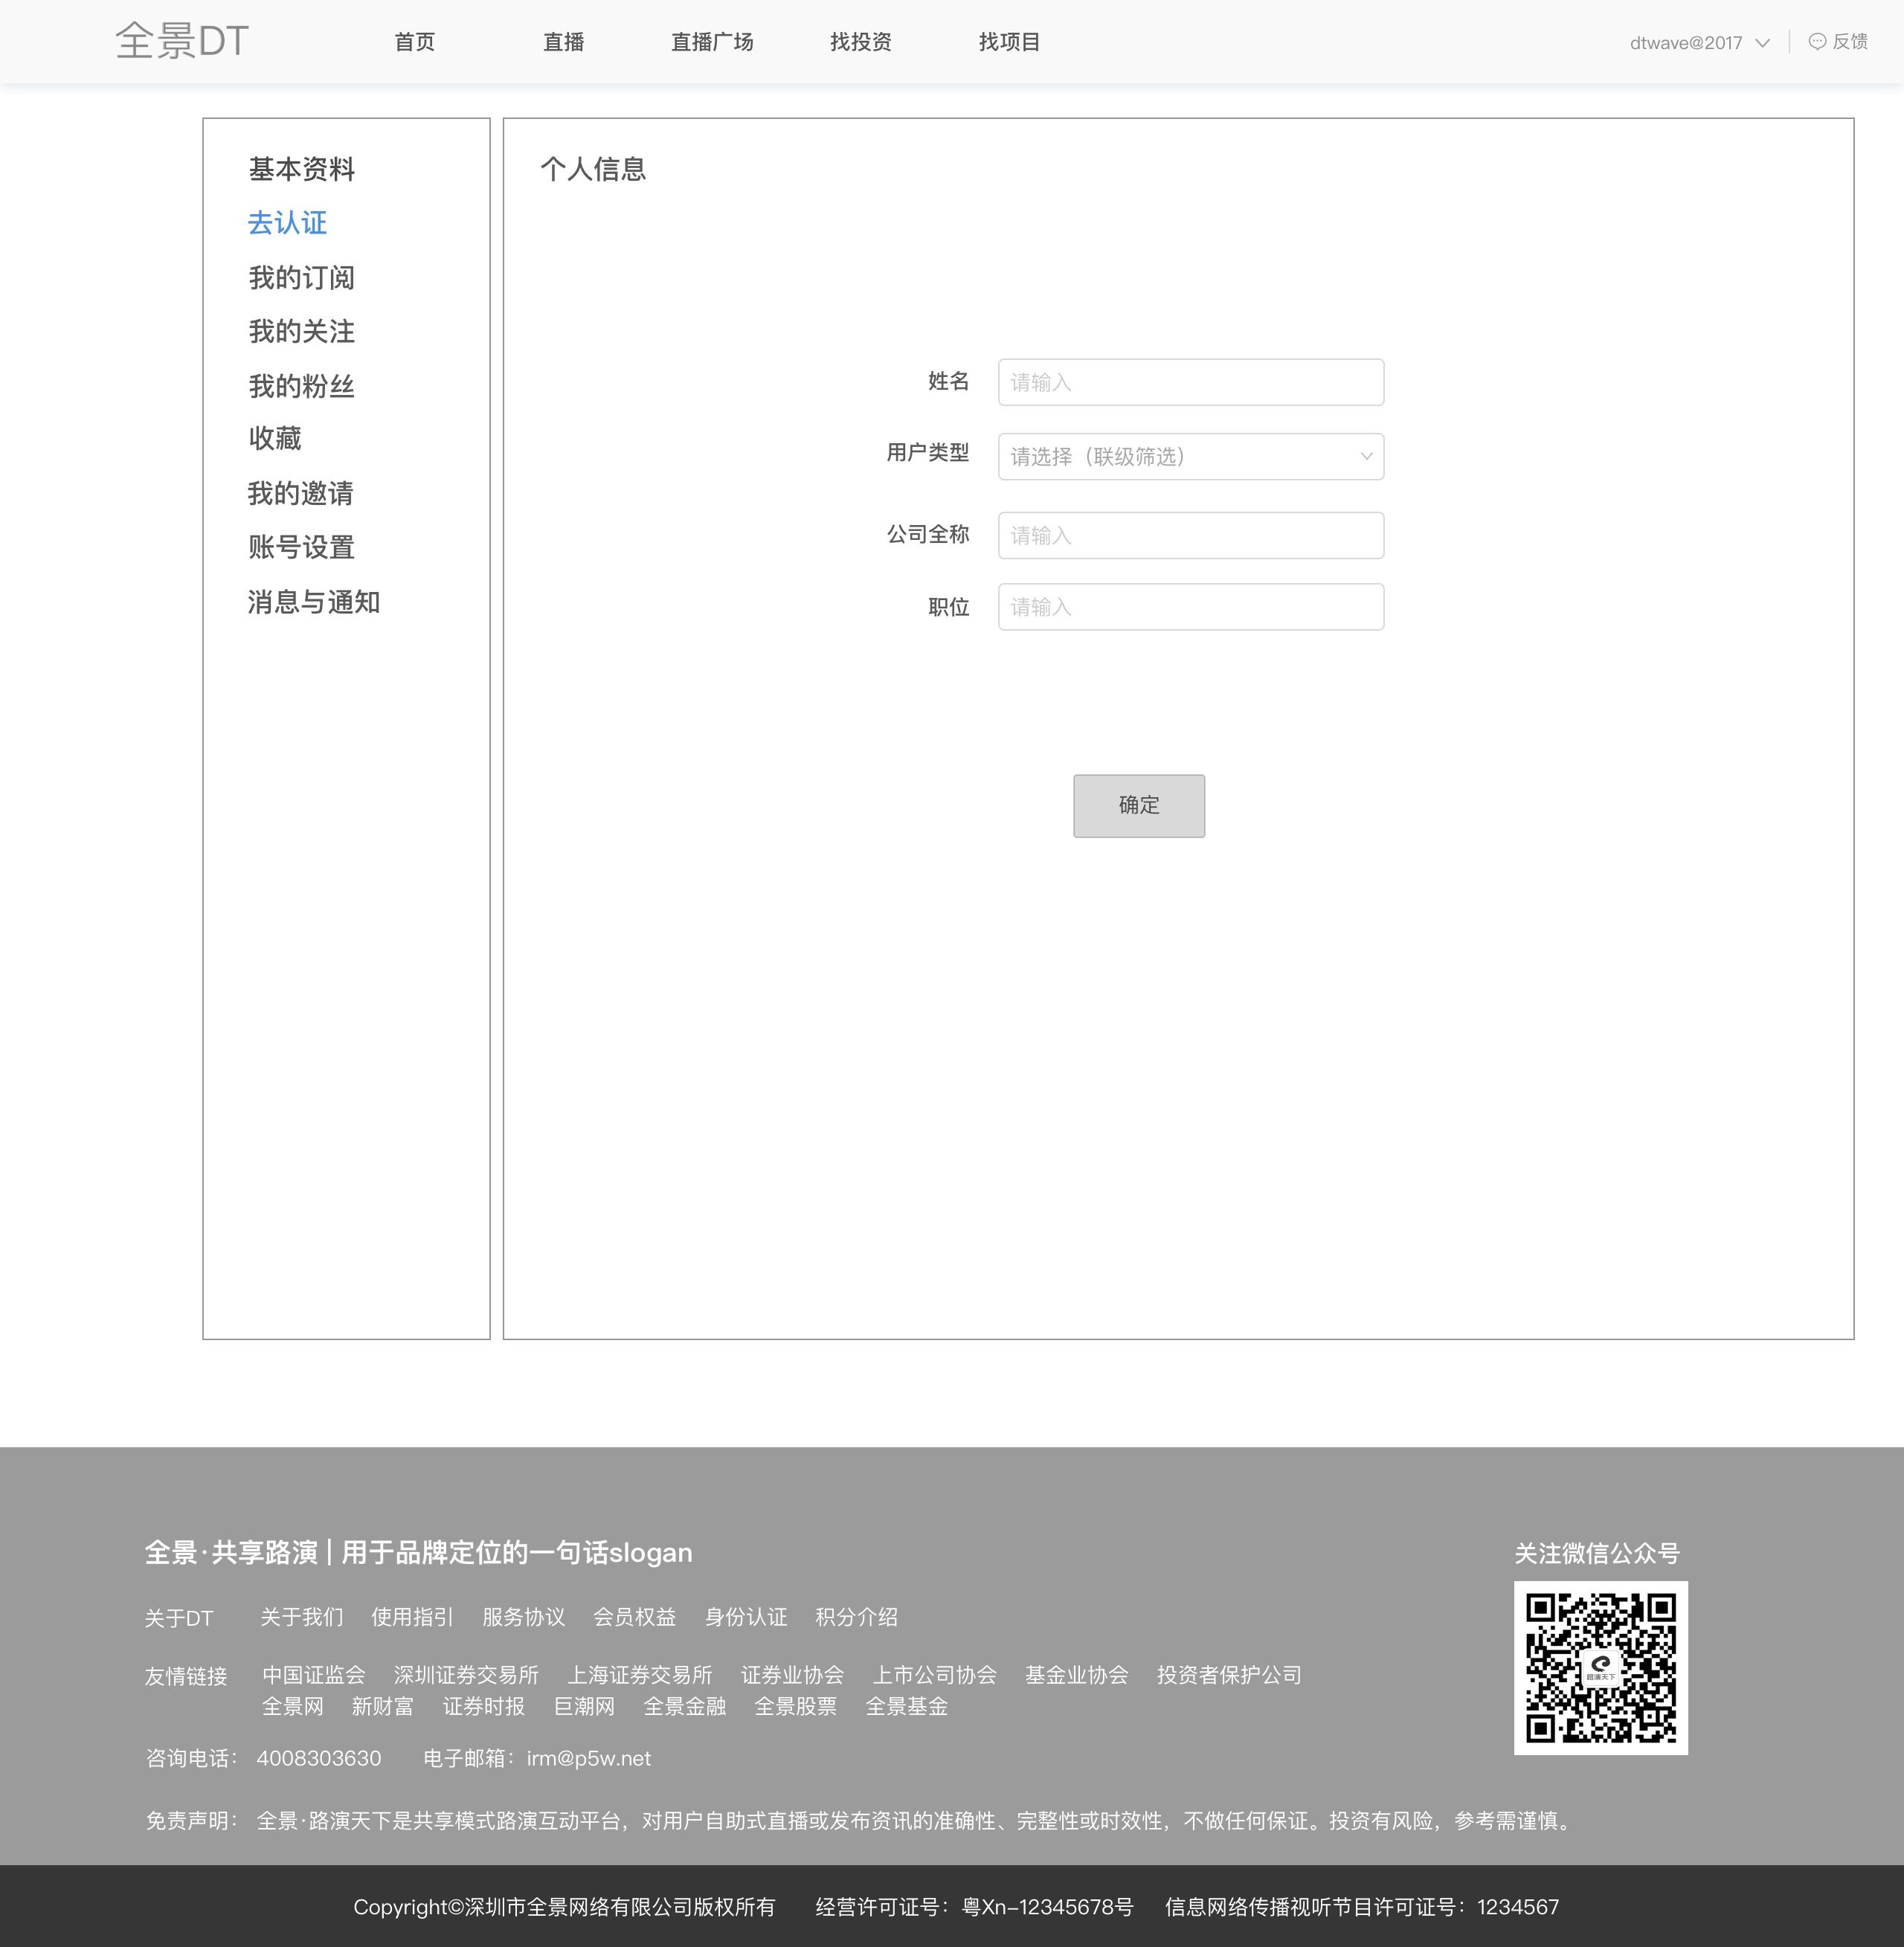 全景DT 首页 直播 直播广场 找投资 找项目 dtwave@2017 反馈
基本资料
去认证
我的订阅
我的关注
我的粉丝
收藏
我的邀请
账号设置
消息与通知
个人信息
姓名 请输入
用户类型 请选择（联级筛选）
公司全称 请输入
职位 请输入
确定
全景·共享路演 | 用于品牌定位的一句话slogan
关于DT 关于我们 使用指引 服务协议 会员权益 身份认证 积分介绍
友情链接 中国证监会 深圳证券交易所 上海证券交易所 证券业协会 上市公司协会 基金业协会 投资者保护公司
全景网 新财富 证券时报 巨潮网 全景金融 全景股票 全景基金
咨询电话： 4008303630 电子邮箱：irm@p5w.net
免责声明： 全景·路演天下是共享模式路演互动平台，对用户自助式直播或发布资讯的准确性、完整性或时效性，不做任何保证。投资有风险，参考需谨慎。
关注微信公众号
路演天下
Copyright©深圳市全景网络有限公司版权所有 经营许可证号：粤Xn-12345678号 信息网络传播视听节目许可证号：1234567